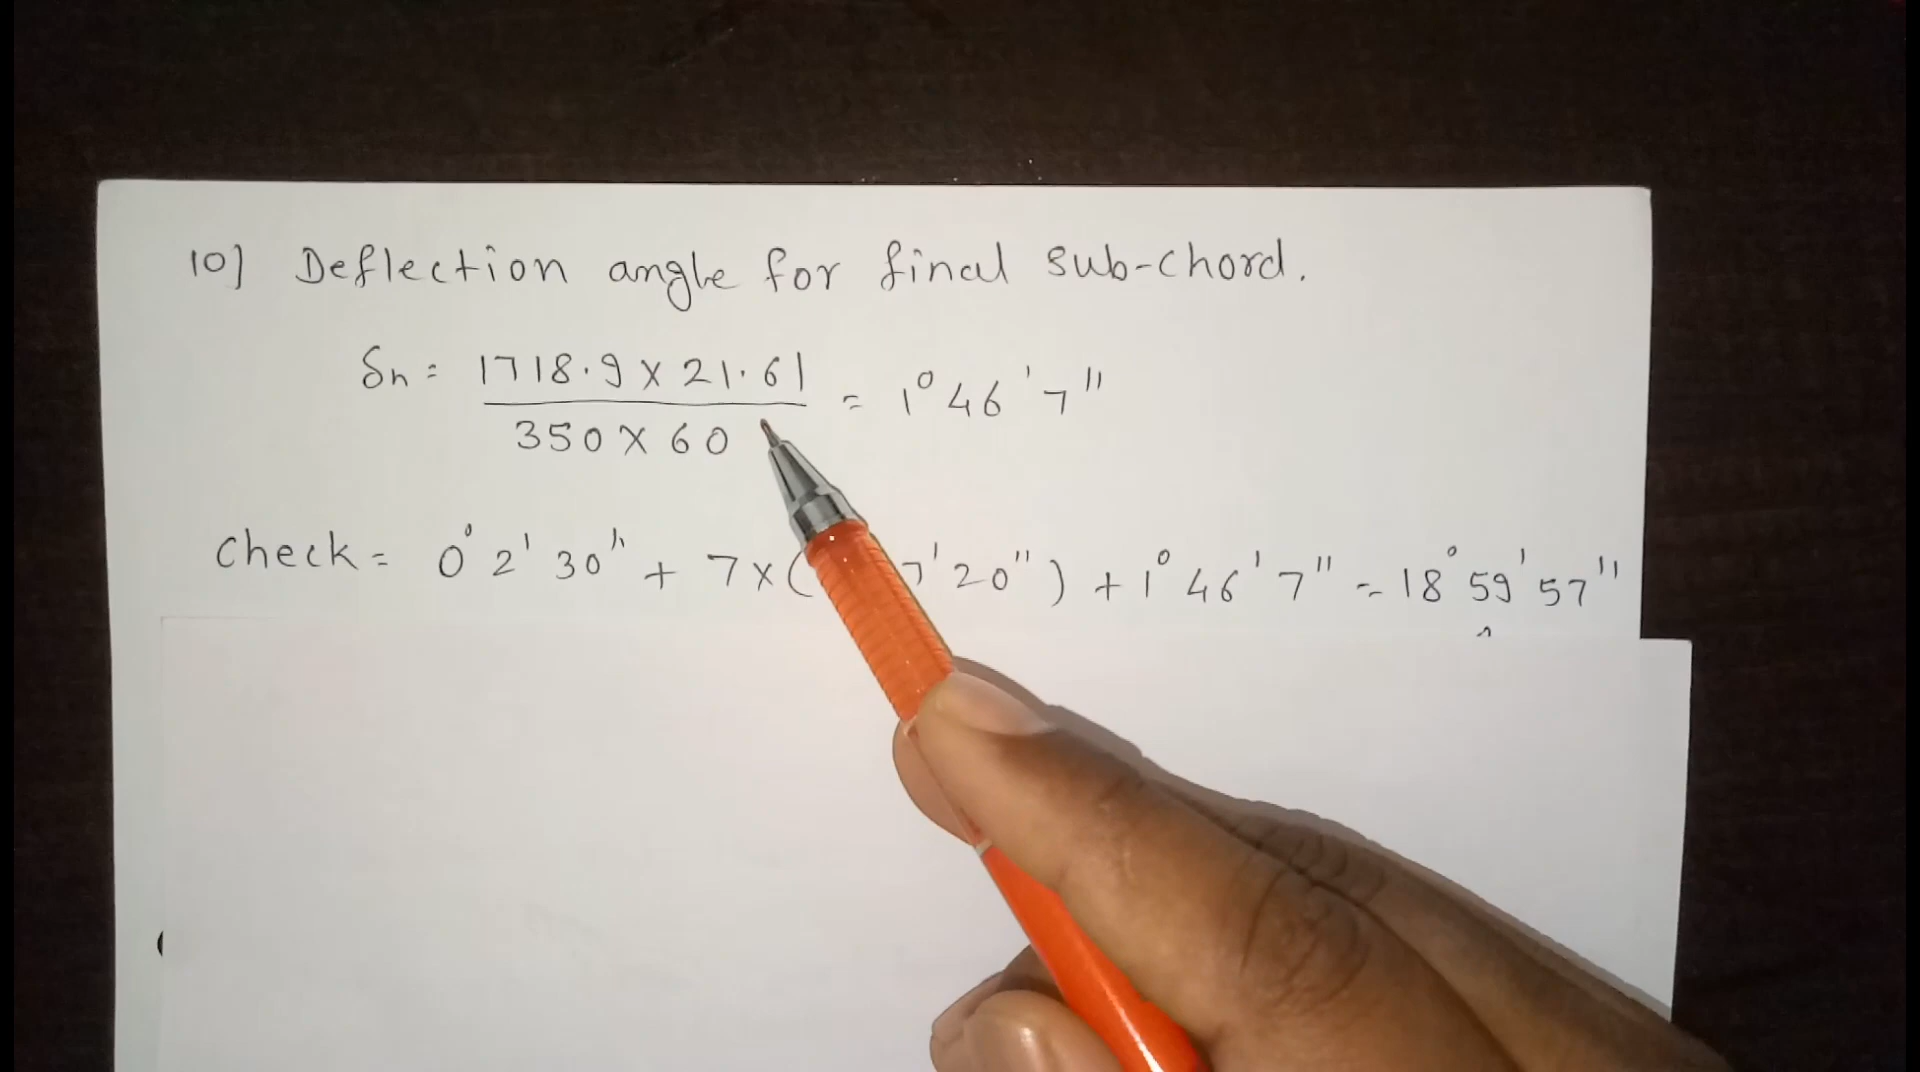 10] Deflection angle for final sub-chord.
δn = 1718.9 x 21.61 / 350 x 60 = 1° 46' 7"
Check = 0° 2' 30" + 7 x ( 7' 20" ) + 1° 46' 7" = 18° 59' 57"